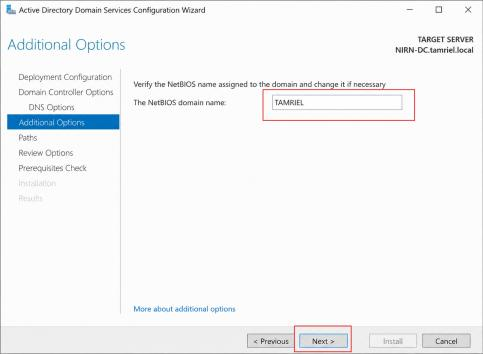 Active Directory Domain Services Configuration Wizard
Additional Options
TARGET SERVER
NIRN-DC.tamriel.local
Deployment Configuration
Domain Controller Options
DNS Options
Additional Options
Paths
Review Options
Prerequisites Check
Installation
Results
Verify the NetBIOS name assigned to the domain and change it if necessary
The NetBIOS domain name: TAMRIEL
More about additional options
< Previous Next > Install Cancel